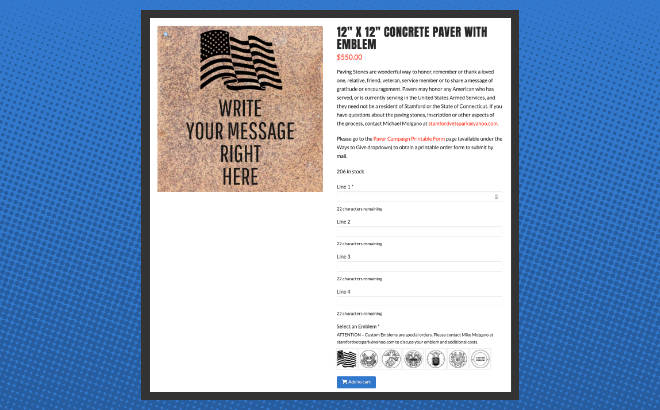 WRITE
YOUR MESSAGE
RIGHT
HERE
12" X 12" CONCRETE PAVER WITH
EMBLEM
$550.00
Paving Stones are wonderful way to honor, remember or thank a loved
one, relative, friend, veteran, service member or to share a message of
gratitude or encouragement. Pavers may honor any American who has
served, or is currently serving in the United States Armed Services, and
they need not be a resident of Stamford or the State of Connecticut. If you
have questions about the paving stones, inscription or other aspects of
the process, contact Michael Molgano at stamfordvetspark@yahoo.com.
Please go to the Paver Campaign Printable Form page (available under the
Ways to Give dropdown) to obtain a printable order form to submit by
mail.
206 in stock
Line 1 *
22 characters remaining
Line 2
22 characters remaining
Line 3
22 characters remaining
Line 4
22 characters remaining
Select an Emblem *
ATTENTION – Custom Emblems are special orders. Please contact Mike Molgano at
stamfordvetspark@yahoo.com to discuss your emblem and additional costs.
Add to cart